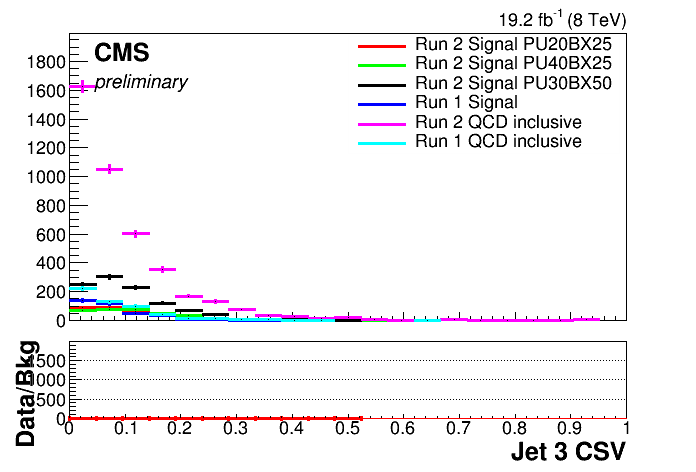 19.2 fb-1 (8 TeV)
CMS
preliminary
Run 2 Signal PU20BX25
Run 2 Signal PU40BX25
Run 2 Signal PU30BX50
Run 1 Signal
Run 2 QCD inclusive
Run 1 QCD inclusive
1800
1600
1400
1200
1000
800
600
400
200
0
Data/Bkg
500
0
0 0.1 0.2 0.3 0.4 0.5 0.6 0.7 0.8 0.9 1
Jet 3 CSV